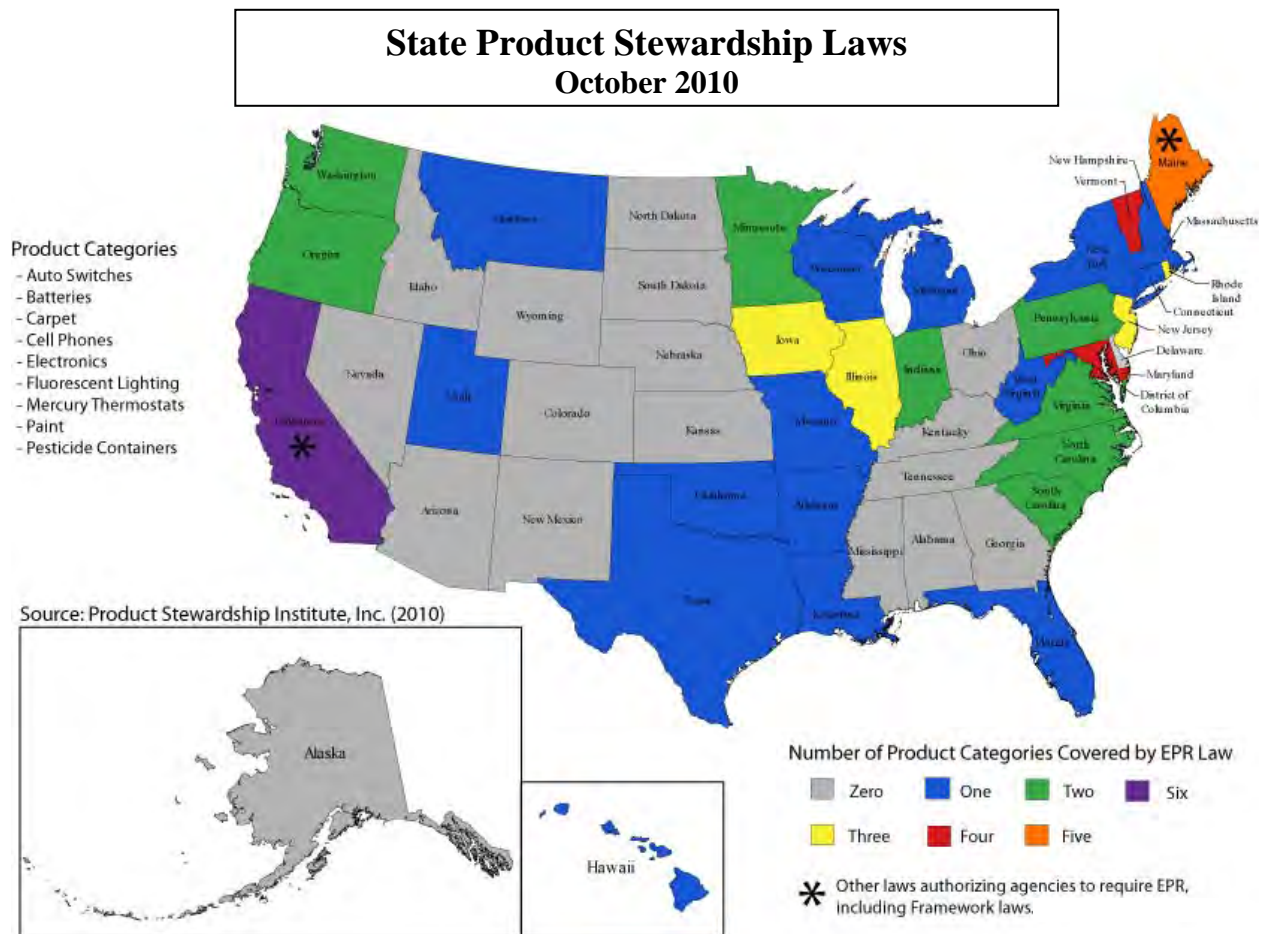 State Product Stewardship Laws
October 2010
Product Categories
- Auto Switches
- Batteries
- Carpet
- Cell Phones
- Electronics
- Fluorescent Lighting
- Mercury Thermostats
- Paint
- Pesticide Containers
Washington
Oregon
California
*
Idaho
Nevada
Montana
Wyoming
Utah
Arizona
Colorado
New Mexico
North Dakota
South Dakota
Nebraska
Kansas
Oklahoma
Texas
Minnesota
Iowa
Missouri
Arkansas
Louisiana
Wisconsin
Illinois
Michigan
Indiana
Ohio
Kentucky
Tennessee
Mississippi
Alabama
Georgia
Florida
South
Carolina
North
Carolina
Virginia
West
Virginia
Pennsylvania
New
York
*
Maine
New Hampshire
Vermont
Massachusetts
Rhode
Island
Connecticut
New Jersey
Delaware
Maryland
District of
Columbia
Source: Product Stewardship Institute, Inc. (2010)
Alaska
Hawaii
Number of Product Categories Covered by EPR Law
Zero
One
Two
Six
Three
Four
Five
* Other laws authorizing agencies to require EPR,
including Framework laws.